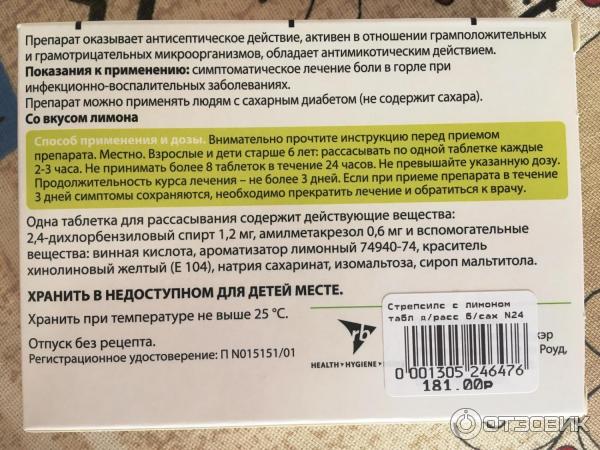 Препарат оказывает антисептическое действие, активен в отношении грамположительных
и грамотрицательных микроорганизмов, обладает антимикотическим действием.
Показания к применению: симптоматическое лечение боли в горле при
инфекционно-воспалительных заболеваниях.
Препарат можно применять людям с сахарным диабетом (не содержит сахара).
Со вкусом лимона
Способ применения и дозы. Внимательно прочтите инструкцию перед приемом
препарата. Местно. Взрослые и дети старше 6 лет: рассасывать по одной таблетке каждые
2-3 часа. Не принимать более 8 таблеток в течение 24 часов. Не превышайте указанную дозу.
Продолжительность курса лечения – не более 3 дней. Если при приеме препарата в течение
3 дней симптомы сохраняются, необходимо прекратить лечение и обратиться к врачу.
Одна таблетка для рассасывания содержит действующие вещества:
2,4-дихлорбензиловый спирт 1,2 мг, амилметакрезол 0,6 мг и вспомогательные
вещества: винная кислота, ароматизатор лимонный 74940-74, краситель
хинолиновый желтый (Е 104), натрия сахаринат, изомальтоза, сироп мальтитола.
ХРАНИТЬ В НЕДОСТУПНОМ ДЛЯ ДЕТЕЙ МЕСТЕ.
Хранить при температуре не выше 25 °С.
Отпуск без рецепта.
Регистрационное удостоверение: П N015151/01
rb
HEALTH • HYGIENE •
Стрепсилс с лимоном
табл д/расс б/сах N24
0 001305 246476
181.00р
кэр
Роуд,
ОТЗОВИК